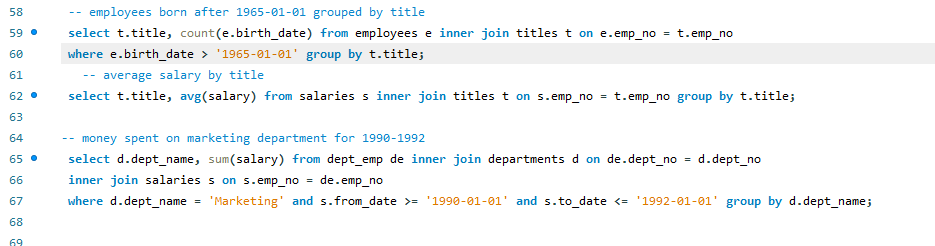 58 -- employees born after 1965-01-01 grouped by title
59 select t.title, count(e.birth_date) from employees e inner join titles t on e.emp_no = t.emp_no
60 where e.birth_date > '1965-01-01' group by t.title;
61 -- average salary by title
62 select t.title, avg(salary) from salaries s inner join titles t on s.emp_no = t.emp_no group by t.title;
63
64 -- money spent on marketing department for 1990-1992
65 select d.dept_name, sum(salary) from dept_emp de inner join departments d on de.dept_no = d.dept_no
66 inner join salaries s on s.emp_no = de.emp_no
67 where d.dept_name = 'Marketing' and s.from_date >= '1990-01-01' and s.to_date <= '1992-01-01' group by d.dept_name;
68
69